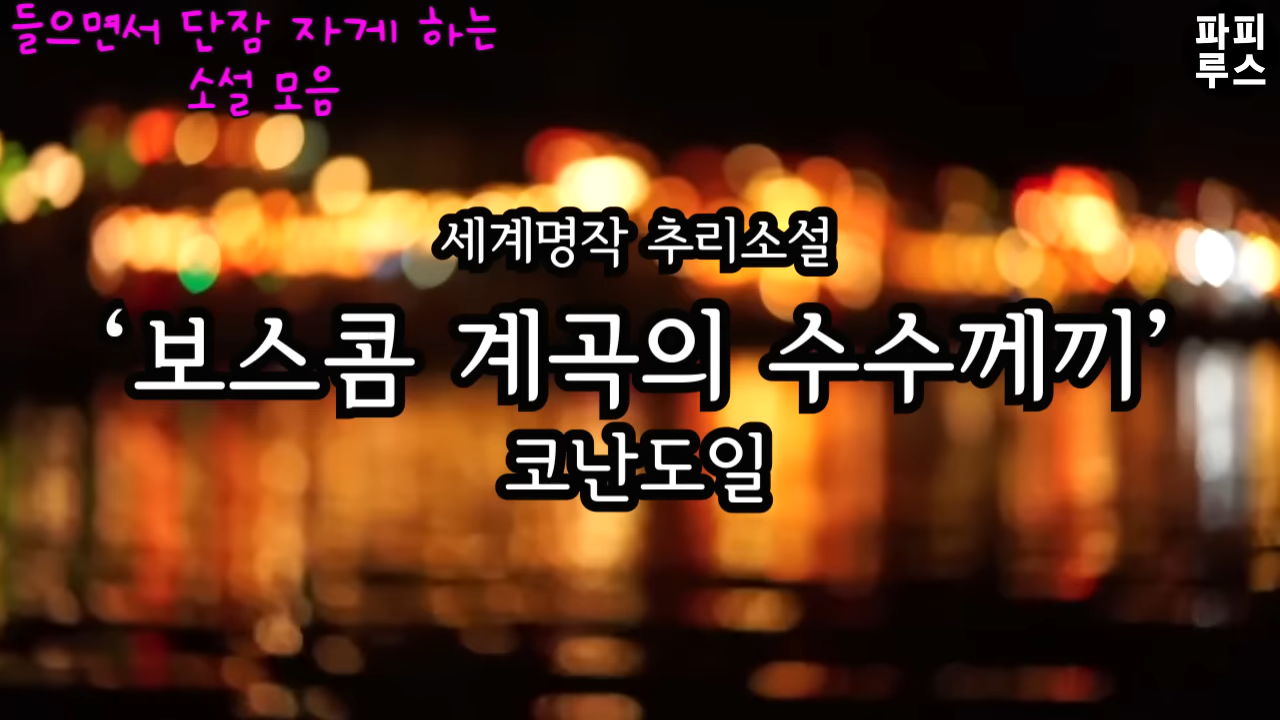 들으면서 단잠 자게 하는
소설 모음
파피
루스
세계명작 추리소설
‘보스콤 계곡의 수수께끼’
코난도일